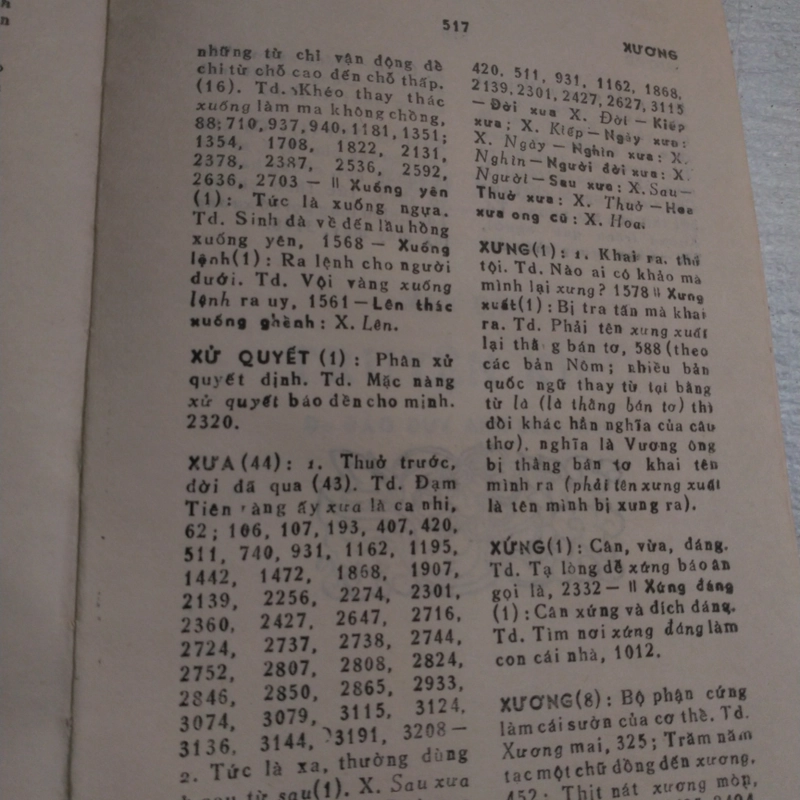 517
XƯƠNG
những từ chỉ vận động để
chỉ từ chỗ cao đến chỗ thấp.
(16). Td. Khéo thay thác
xuống làm ma không chồng,
88; 710, 937, 940, 1181, 1351;
1354, 1708, 1822, 2131,
2378, 2387, 2536, 2592,
2636, 2703 — || Xuống yên
(1): Tức là xuống ngựa.
Td. Sinh đà về đến lầu hồng
xuống yên, 1568 — Xuống
lệnh(1): Ra lệnh cho người
dưới. Td. Vội vàng xuống
lệnh ra uy, 1561—Lên thác
xuống ghềnh: X. Lên.
XỬ QUYẾT (1): Phân xử
quyết định. Td. Mặc nàng
xử quyết báo đền cho mình.
2320.
XƯA (44): 1. Thuở trước,
đời đã qua (43). Td. Đạm
Tiên nàng ấy xưa là ca nhi,
62; 106, 107, 193, 407, 420,
511, 740, 931, 1162, 1195,
1442, 1472, 1868, 1907,
2139, 2256, 2274, 2301,
2360, 2427, 2647, 2716,
2724, 2737, 2738, 2744,
2752, 2807, 2808, 2824,
2846, 2850, 2865, 2933,
3074, 3079, 3115, 3124,
3136, 3144, 3191, 3208—
2. Tức là xa, thường dùng
từ sau(1). X. Sau xưa
420, 511, 931, 1162, 1868,
2139, 2301, 2427, 2627, 3115
— Đời xưa X. Đời — Kiếp
xưa; X. Kiếp—Ngày xưa:
X. Ngày — Nghìn xưa: X.
Nghìn—Người đời xưa: X.
Người—Sau xưa: X. Sau—
Thuở xưa: X. Thuở—Hoa
xưa ong cũ: X. Hoa.
XƯNG(1): 1. Khai ra, thú
tội. Td. Nào ai có khảo mà
mình lại xưng? 1578 || Xưng
xuất(1): Bị tra tấn mà khai
ra. Td. Phải tên xưng xuất
lại thằng bán tơ, 588 (theo
các bản Nôm; nhiều bản
quốc ngữ thay từ tại bằng
từ là (là thằng bán tơ) thì
đổi khác hẳn nghĩa của câu
thơ), nghĩa là Vương ông
bị thằng bán tơ khai tên
mình ra (phải tên xưng xuất
là tên mình bị xưng ra).
XỨNG(1): Cân, vừa, đáng.
Td. Tạ lòng dễ xứng báo ân
gọi là, 2332— || Xứng đáng
(1): Cân xứng và đích đáng.
Td. Tìm nơi xứng đáng làm
con cái nhà, 1012.
XƯƠNG(8): Bộ phận cứng
làm cái sườn của cơ thể. Td.
Xương mai, 325; Trăm năm
tạc một chữ đồng đến xương,
452; Thịt nát xương mòn,